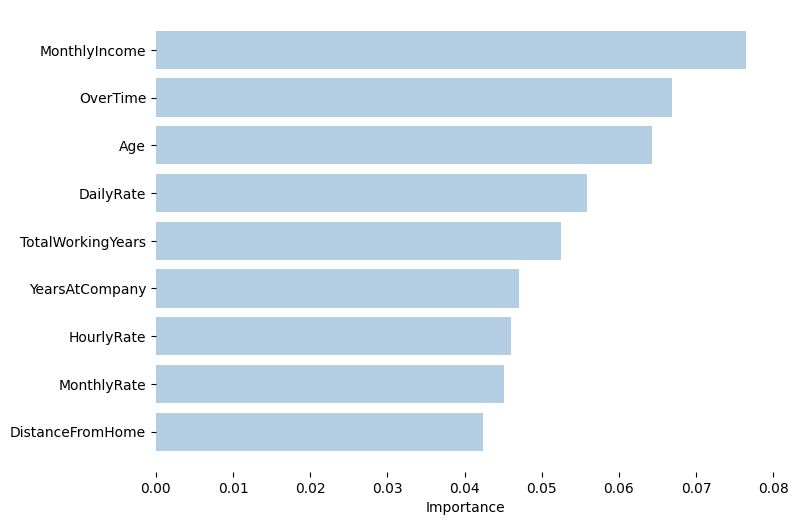 MonthlyIncome
OverTime
Age
DailyRate
TotalWorkingYears
YearsAtCompany
HourlyRate
MonthlyRate
DistanceFromHome
0.00 0.01 0.02 0.03 0.04 0.05 0.06 0.07 0.08
Importance